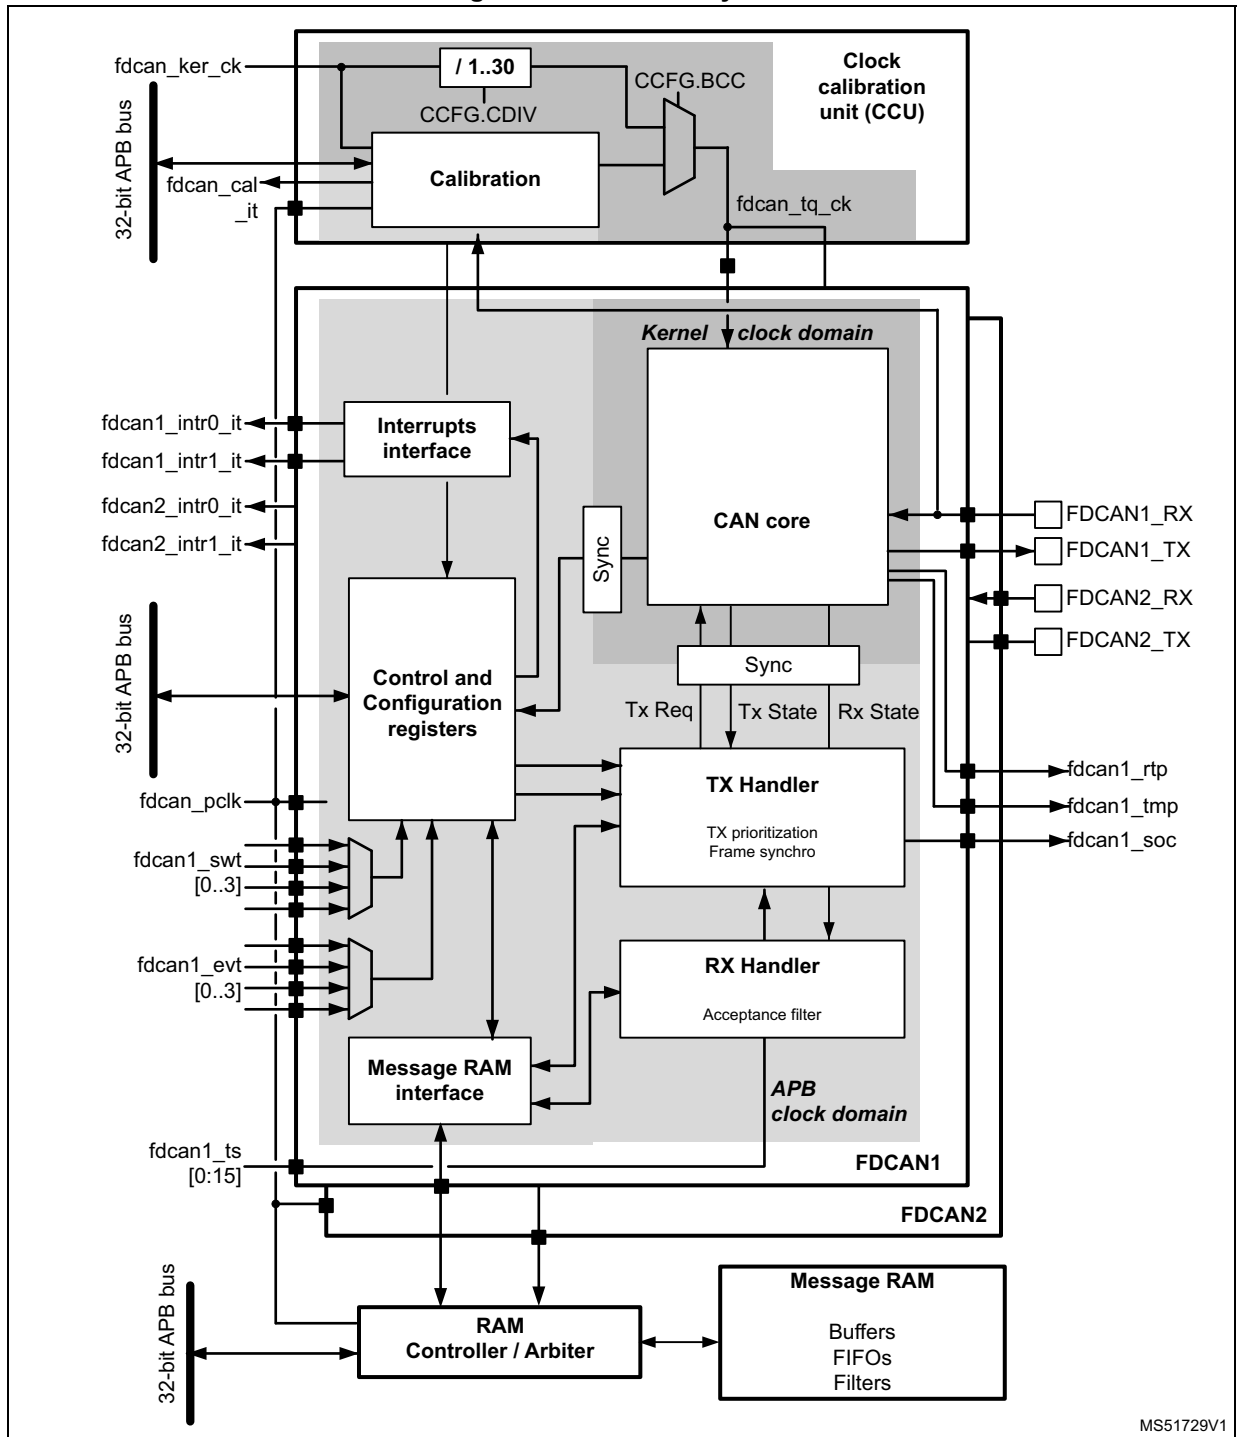 fdcan_ker_ck
/ 1..30
CCFG.CDIV
CCFG.BCC
Clock
calibration
unit (CCU)
32-bit APB bus
Calibration
fdcan_cal
_it
fdcan_tq_ck
Kernel clock domain
fdcan1_intr0_it
fdcan1_intr1_it
fdcan2_intr0_it
fdcan2_intr1_it
Interrupts
interface
CAN core
Sync
FDCAN1_RX
FDCAN1_TX
FDCAN2_RX
FDCAN2_TX
Sync
32-bit APB bus
Control and
Configuration
registers
Tx Req
Tx State
Rx State
TX Handler
TX prioritization
Frame synchro
fdcan1_rtp
fdcan1_tmp
fdcan1_soc
fdcan_pclk
fdcan1_swt
[0..3]
fdcan1_evt
[0..3]
RX Handler
Acceptance filter
Message RAM
interface
APB
clock domain
fdcan1_ts
[0:15]
FDCAN1
FDCAN2
32-bit APB bus
RAM
Controller / Arbiter
Message RAM
Buffers
FIFOs
Filters
MS51729V1